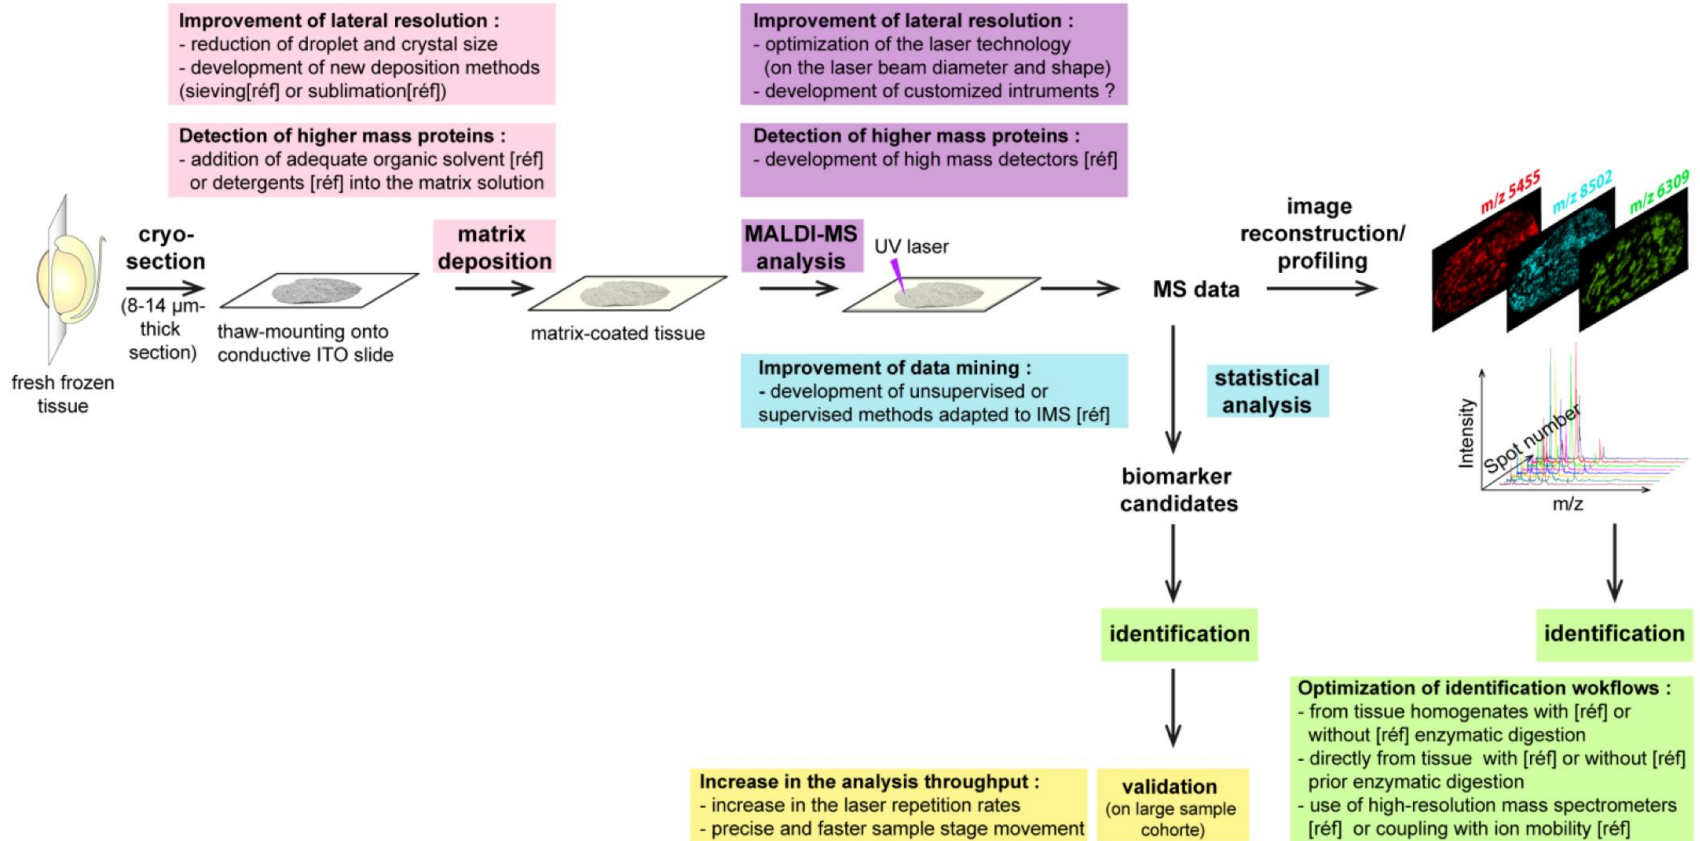 Improvement of lateral resolution :
- reduction of droplet and crystal size
- development of new deposition methods
(sieving[réf] or sublimation[réf])
Detection of higher mass proteins :
- addition of adequate organic solvent [réf]
or detergents [réf] into the matrix solution
Improvement of lateral resolution :
- optimization of the laser technology
(on the laser beam diameter and shape)
- development of customized intruments ?
Detection of higher mass proteins :
- development of high mass detectors [réf]
fresh frozen
tissue
cryo-
section
(8-14 µm-
thick
section)
thaw-mounting onto
conductive ITO slide
matrix
deposition
matrix-coated tissue
MALDI-MS
analysis
UV laser
MS data
image
reconstruction/
profiling
m/z 5455
m/z 8502
m/z 6309
Intensity
Spot number
m/z
Improvement of data mining :
- development of unsupervised or
supervised methods adapted to IMS [réf]
statistical
analysis
biomarker
candidates
identification
identification
Optimization of identification wokflows :
- from tissue homogenates with [réf] or
without [réf] enzymatic digestion
- directly from tissue with [réf] or without [réf]
prior enzymatic digestion
- use of high-resolution mass spectrometers
[réf] or coupling with ion mobility [réf]
Increase in the analysis throughput :
- increase in the laser repetition rates
- precise and faster sample stage movement
validation
(on large sample
cohorte)